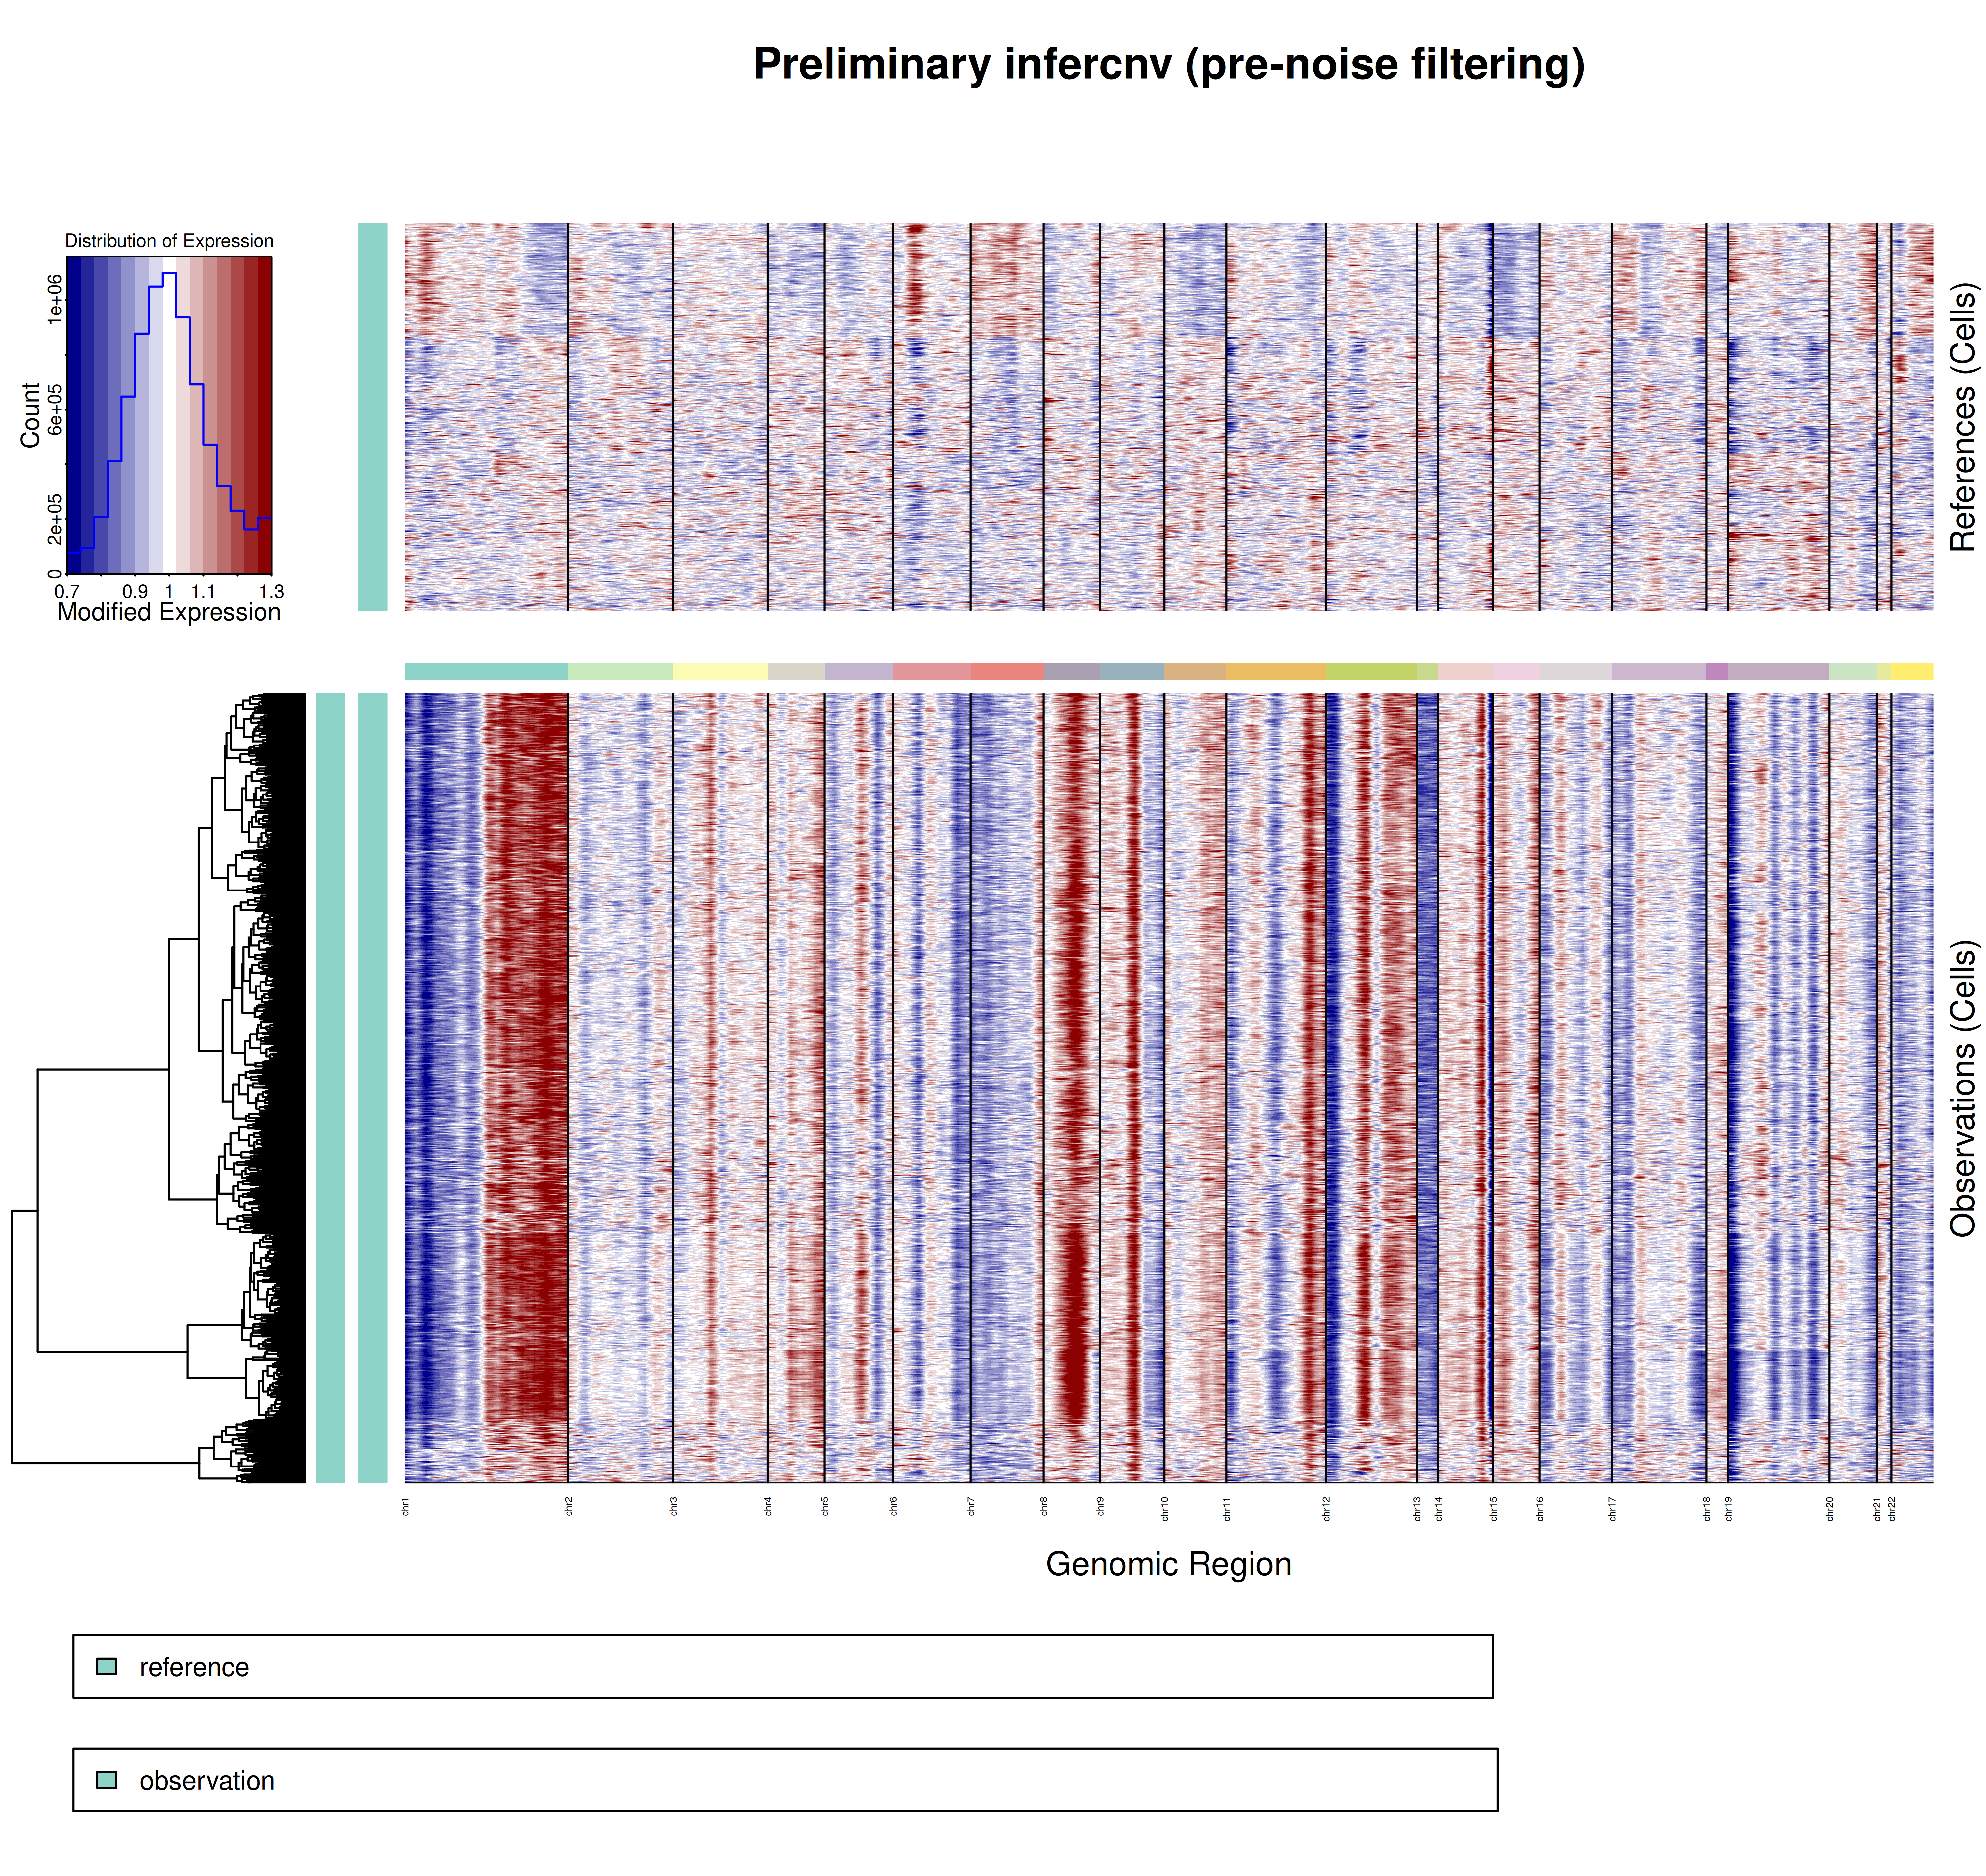 Preliminary infercnv (pre-noise filtering)
Distribution of Expression
Count
0
2e+05
6e+05
1e+06
0.7
0.9
1
1.1
1.3
Modified Expression
References (Cells)
Observations (Cells)
chr1
chr2
chr3
chr4
chr5
chr6
chr7
chr8
chr9
chr10
chr11
chr12
chr13
chr14
chr15
chr16
chr17
chr18
chr19
chr20
chr21
chr22
Genomic Region
reference
observation